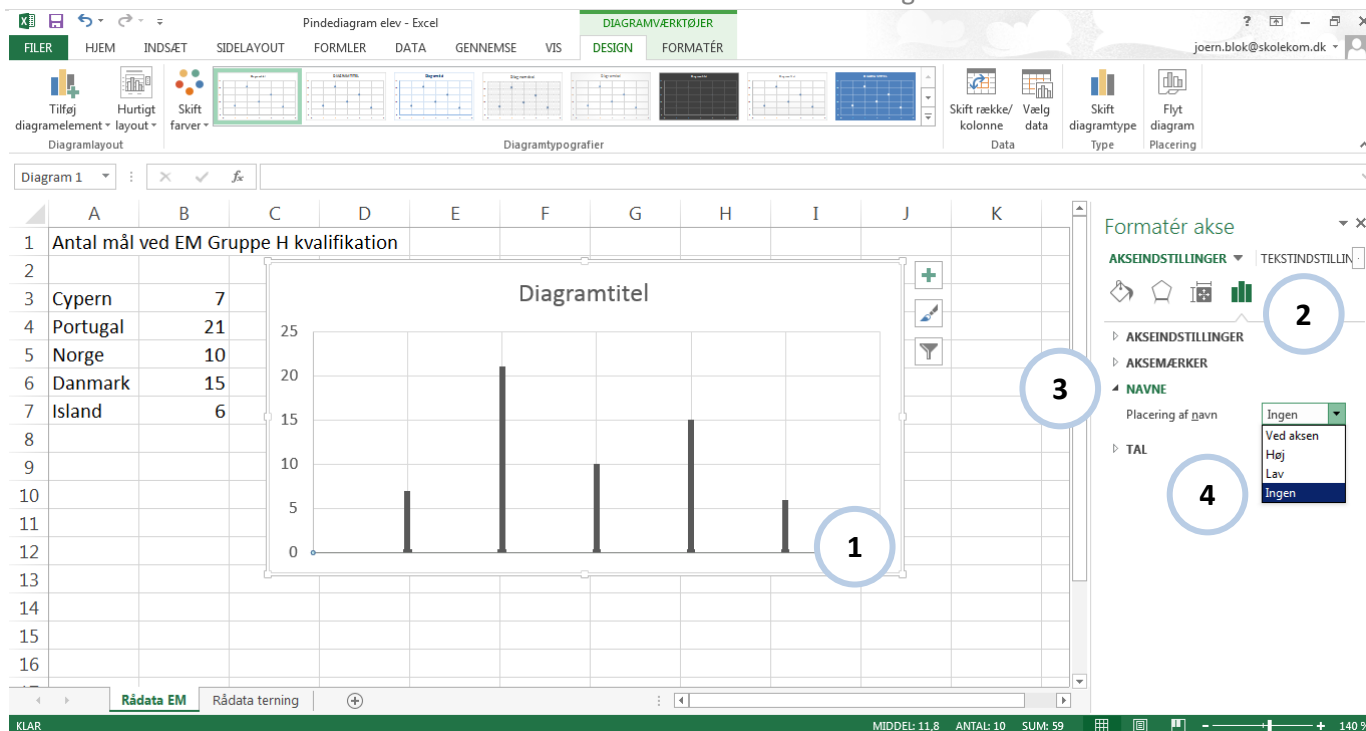 Pindediagram elev - Excel
DIAGRAMVÆRKTØJER
?
FILER HJEM INDSÆT SIDELAYOUT FORMLER DATA GENNEMSE VIS DESIGN FORMATÉR
joern.blok@skolekom.dk
Tilføj diagramelement
Hurtigt layout
Skift farver
Skift række/ kolonne
Vælg data
Skift diagramtype
Flyt diagram
Diagramlayout
Diagramtypografier
Data
Type
Placering
Diagram 1
fx
A B C D E F G H I J K
1 Antal mål ved EM Gruppe H kvalifikation
2
3 Cypern 7
4 Portugal 21
5 Norge 10
6 Danmark 15
7 Island 6
8
9
10
11
12
13
14
15
16
Diagramtitel
25
20
15
10
5
0
1
Formatér akse
AKSEINDSTILLINGER
TEKSTINDSTILLIN
2
AKSEINDSTILLINGER
AKSEMÆRKER
3
NAVNE
Placering af navn Ingen
Ved aksen
Høj
Lav
Ingen
TAL
4
Rådata EM Rådata terning
KLAR
MIDDEL: 11,8 ANTAL: 10 SUM: 59
140 %